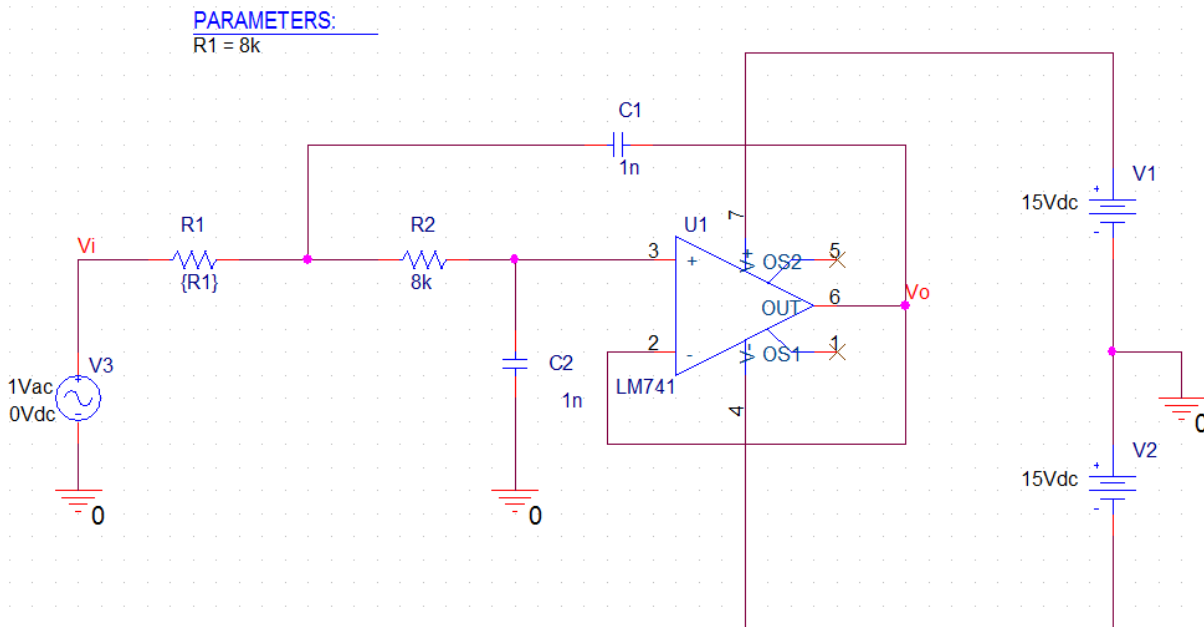 PARAMETERS:
R1 = 8k
C1
1n
V1
15Vdc
7
R1
R2
U1
Vi
{R1}
8k
3
+
V+
OS2
5
OUT
6
Vo
2
-
V-
OS1
1
LM741
4
V3
1Vac
0Vdc
+
-
C2
1n
+
-
0
V2
15Vdc
+
-
0
0